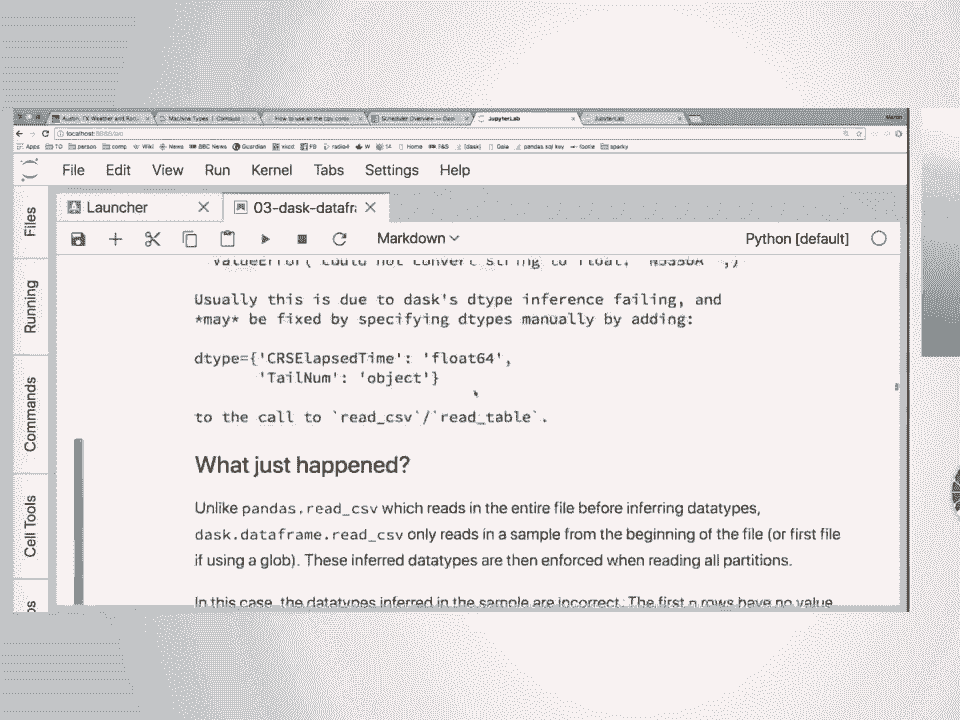 Austin, TX Weather and
Machine Types | Compute
How to use all the cpu cores
Scheduler Overview — Dask
JupyterLab
JupyterLab
localhost:8888/lab
Apps TO person comp Wiki News BBC News Guardian xkcd FB radio4 W 14 Home R&S [dask] Gaia pandas sql key footie sparky
File Edit View Run Kernel Tabs Settings Help
Files
Running
Commands
Cell Tools
Launcher
03-dask-datafr
Markdown
Python [default]
ValueError( could not convert string to float:
Usually this is due to dask's dtype inference failing, and
*may* be fixed by specifying dtypes manually by adding:
dtype={'CRSElapsedTime': 'float64',
'TailNum': 'object'}
to the call to `read_csv`/`read_table`.
What just happened?
Unlike pandas.read_csv which reads in the entire file before inferring datatypes,
dask.dataframe.read_csv only reads in a sample from the beginning of the file (or first file
if using a glob). These inferred datatypes are then enforced when reading all partitions.
In this case, the datatypes inferred in the sample are incorrect. The first n rows have no value